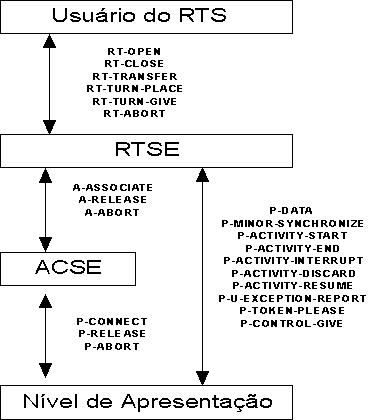 Usuário do RTS
RT-OPEN
RT-CLOSE
RT-TRANSFER
RT-TURN-PLACE
RT-TURN-GIVE
RT-ABORT
RTSE
A-ASSOCIATE
A-RELEASE
A-ABORT
P-DATA
P-MINOR-SYNCHRONIZE
P-ACTIVITY-START
P-ACTIVITY-END
P-ACTIVITY-INTERRUPT
P-ACTIVITY-DISCARD
P-ACTIVITY-RESUME
P-U-EXCEPTION-REPORT
P-TOKEN-PLEASE
P-CONTROL-GIVE
ACSE
P-CONNECT
P-RELEASE
P-ABORT
Nível de Apresentação